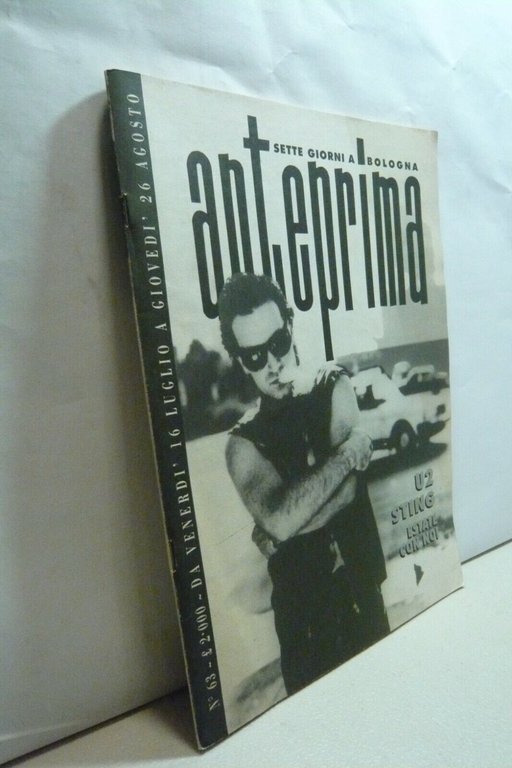 SETTE GIORNI A BOLOGNA
anteprima
U2
STING
ESTATE
CON NOI
N° 63 - £ 2.000 - DA VENERDI' 16 LUGLIO A GIOVEDI' 26 AGOSTO